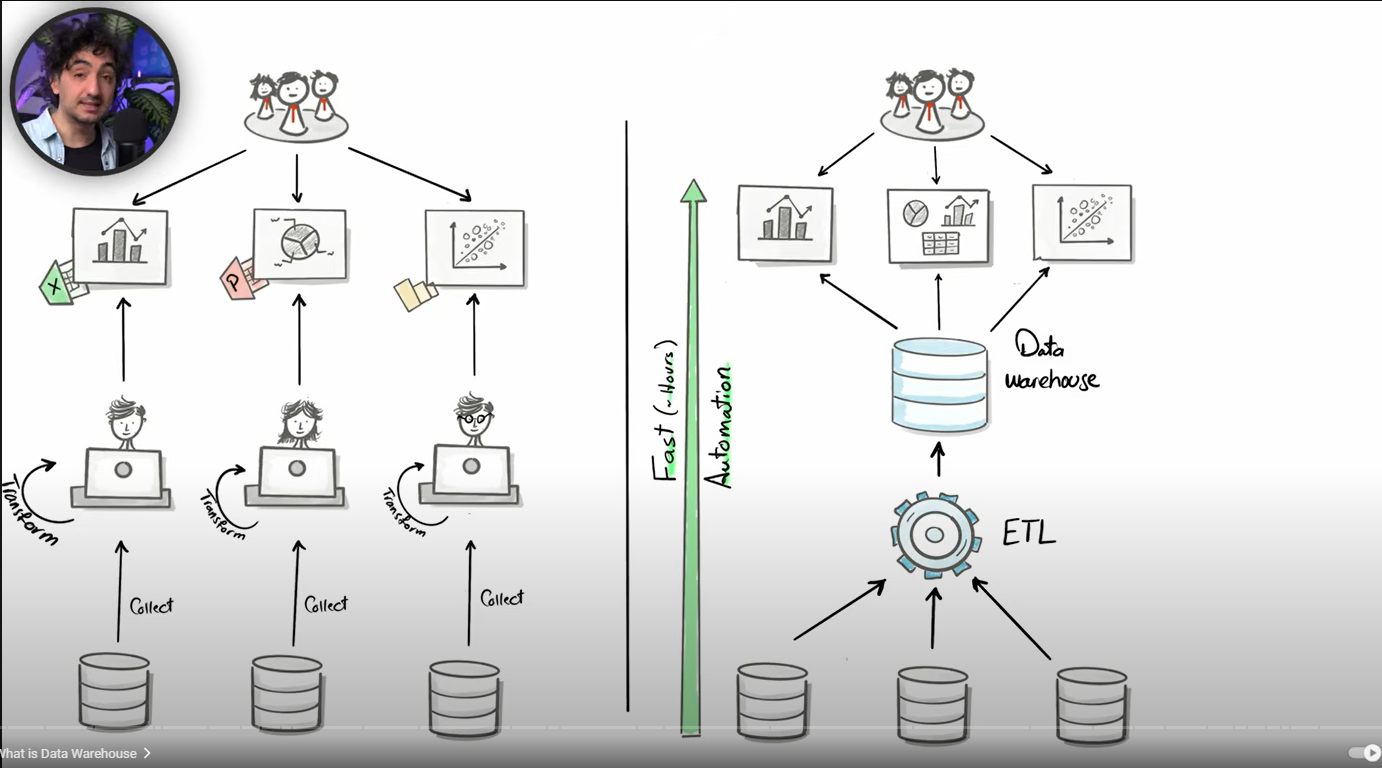 X
P
Transform
Transform
Transform
Collect
Collect
Collect
Fast (~Hours)
Automation
Data
warehouse
ETL
What is Data Warehouse